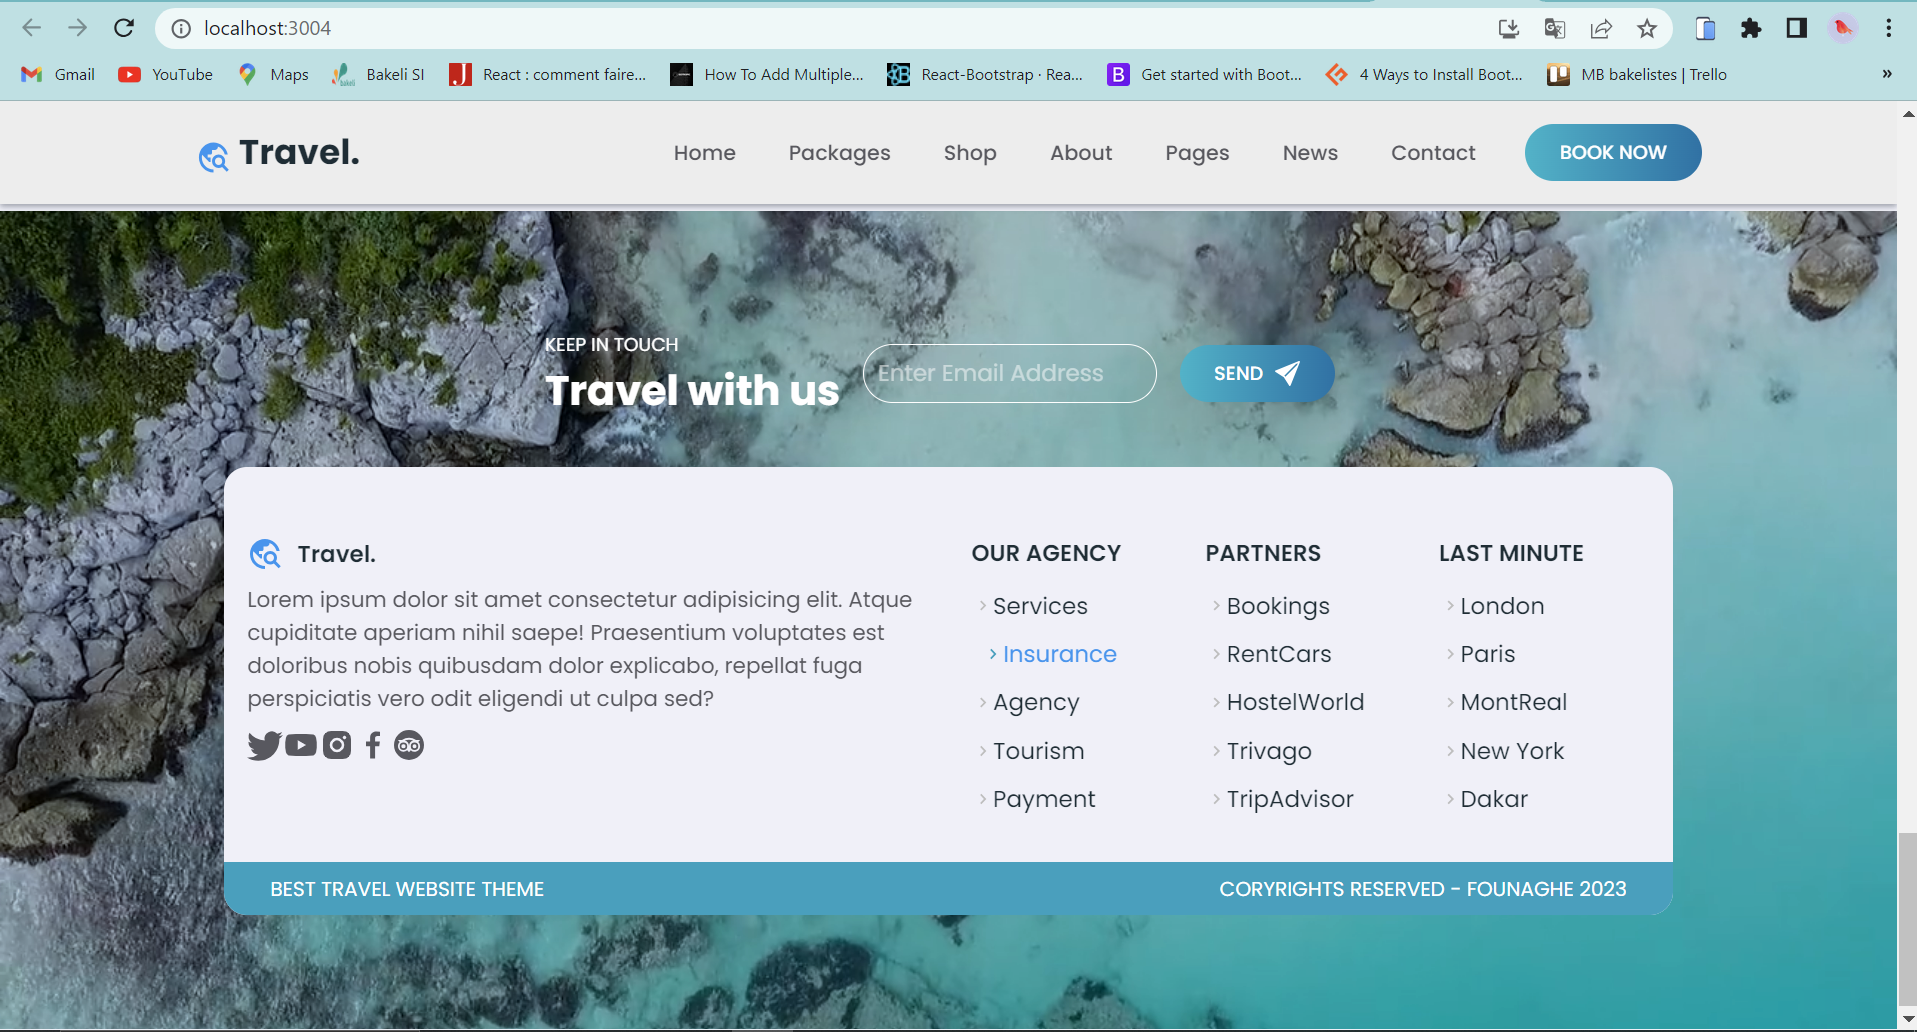 localhost:3004
Gmail
YouTube
Maps
Bakeli SI
React : comment faire...
How To Add Multiple...
React-Bootstrap · Rea...
Get started with Boot...
4 Ways to Install Boot...
MB bakelistes | Trello
»
Travel.
Home
Packages
Shop
About
Pages
News
Contact
BOOK NOW
KEEP IN TOUCH
Travel with us
Enter Email Address
SEND
Travel.
Lorem ipsum dolor sit amet consectetur adipisicing elit. Atque
cupiditate aperiam nihil saepe! Praesentium voluptates est
doloribus nobis quibusdam dolor explicabo, repellat fuga
perspiciatis vero odit eligendi ut culpa sed?
OUR AGENCY
Services
Insurance
Agency
Tourism
Payment
PARTNERS
Bookings
RentCars
HostelWorld
Trivago
TripAdvisor
LAST MINUTE
London
Paris
MontReal
New York
Dakar
BEST TRAVEL WEBSITE THEME
CORYRIGHTS RESERVED - FOUNAGHE 2023